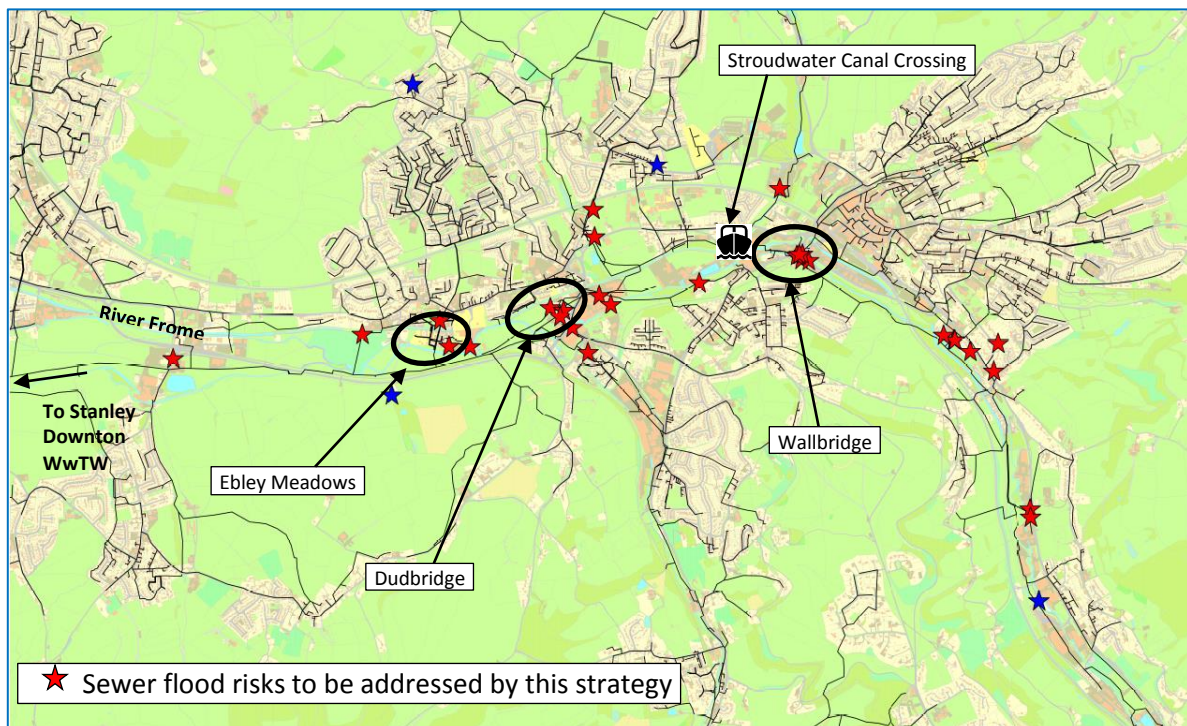 Stroudwater Canal Crossing
River Frome
To Stanley
Downton
WwTW
Ebley Meadows
Wallbridge
Dudbridge
Sewer flood risks to be addressed by this strategy